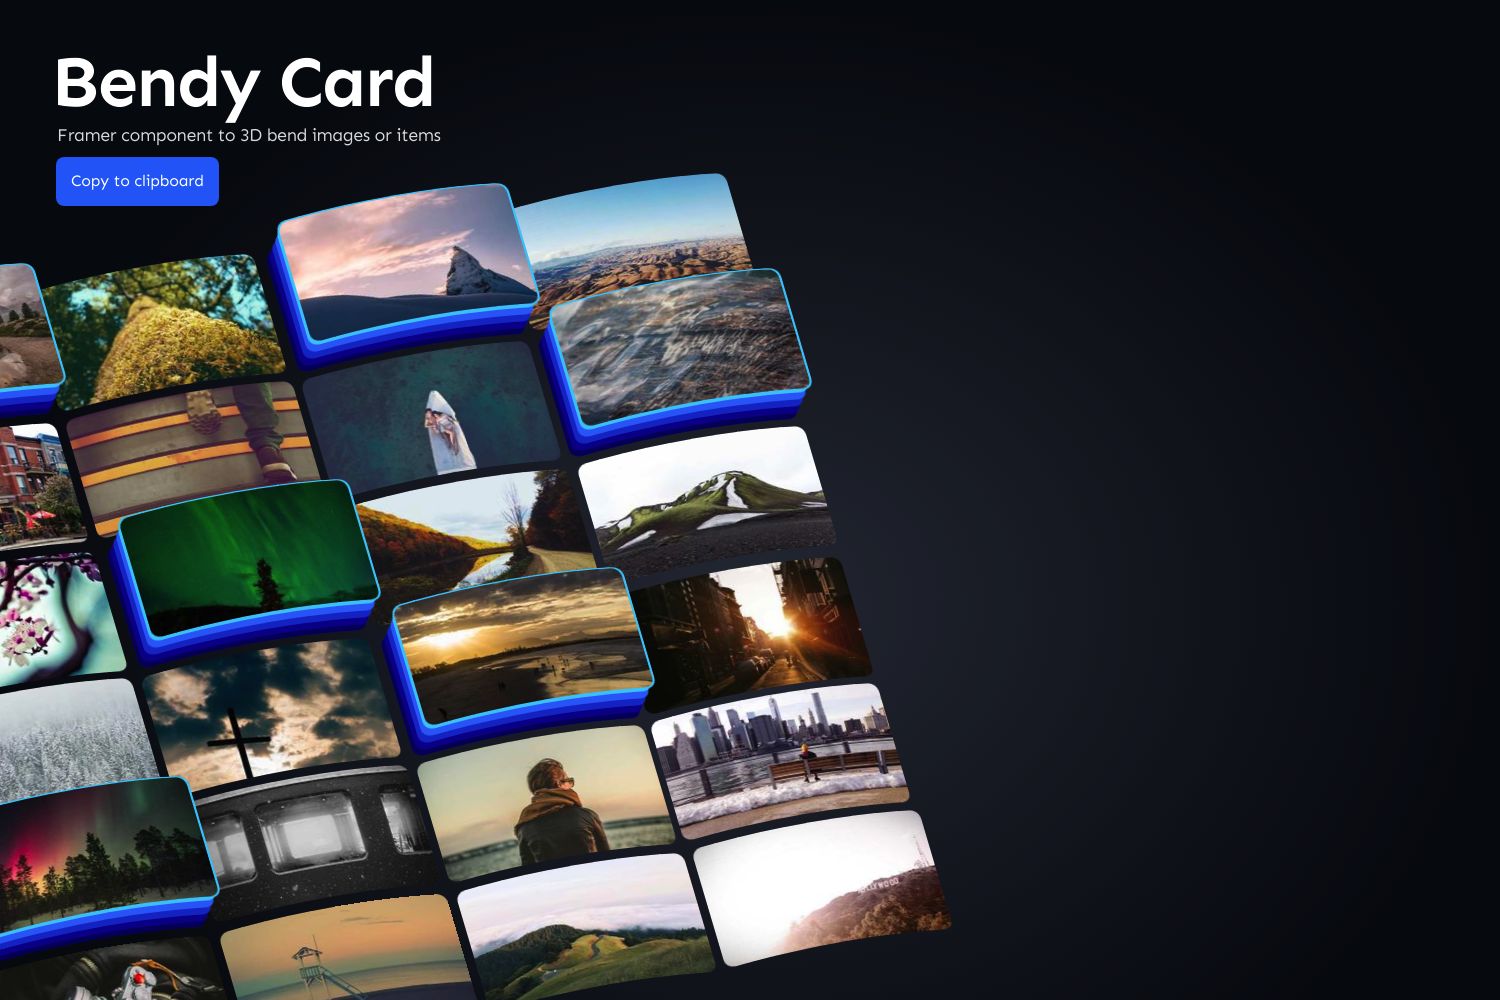 Bendy Card
Framer component to 3D bend images or items
Copy to clipboard